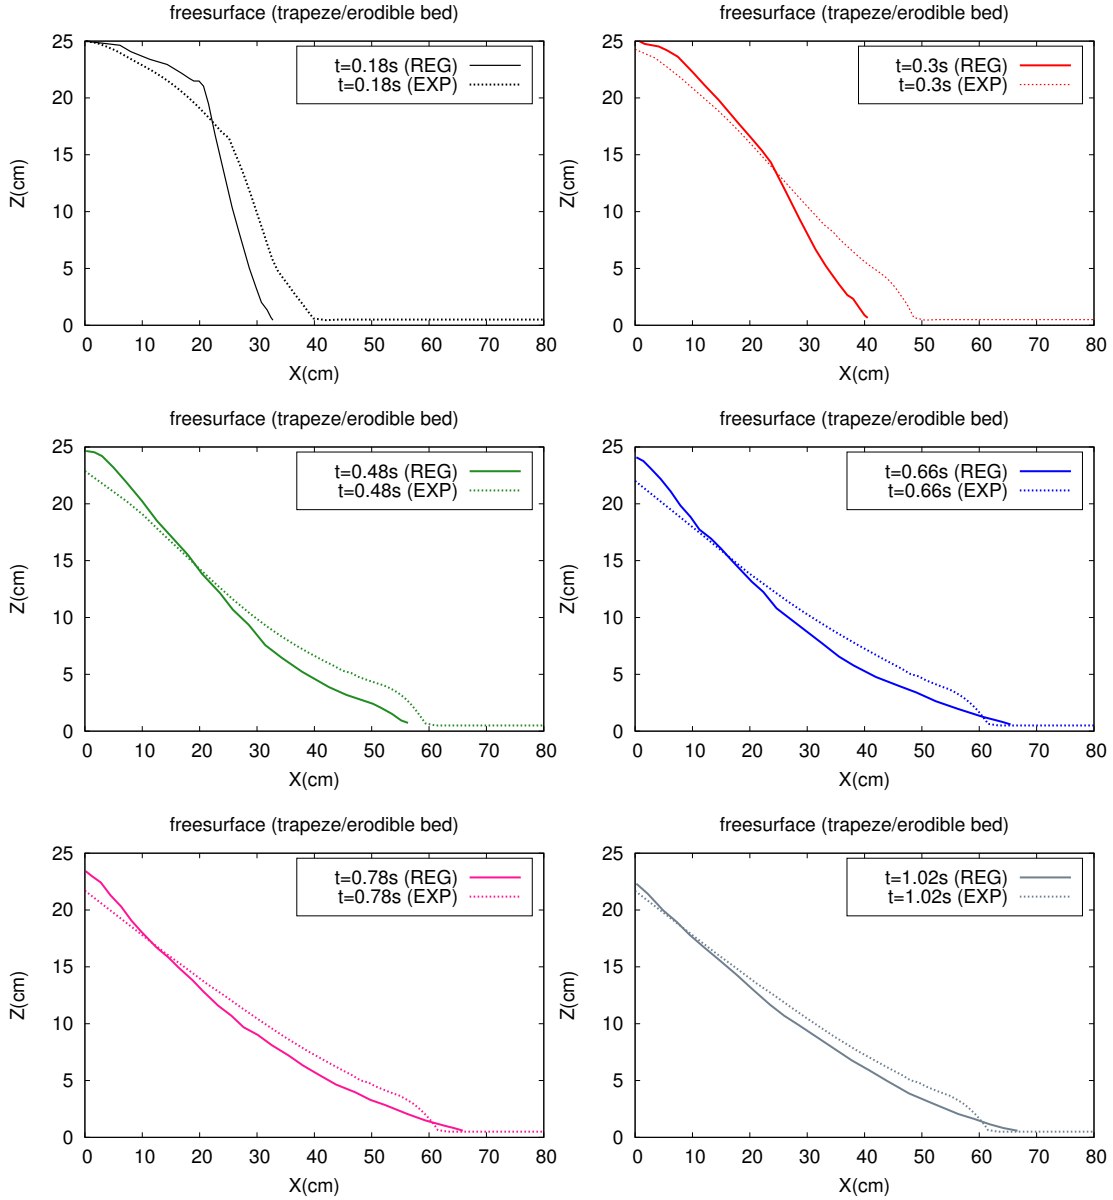 freesurface (trapeze/erodible bed)
25
20
15
10
5
0
Z(cm)
t=0.18s (REG)
t=0.18s (EXP)
0 10 20 30 40 50 60 70 80
X(cm)
freesurface (trapeze/erodible bed)
25
20
15
10
5
0
Z(cm)
t=0.3s (REG)
t=0.3s (EXP)
0 10 20 30 40 50 60 70 80
X(cm)
freesurface (trapeze/erodible bed)
25
20
15
10
5
0
Z(cm)
t=0.48s (REG)
t=0.48s (EXP)
0 10 20 30 40 50 60 70 80
X(cm)
freesurface (trapeze/erodible bed)
25
20
15
10
5
0
Z(cm)
t=0.66s (REG)
t=0.66s (EXP)
0 10 20 30 40 50 60 70 80
X(cm)
freesurface (trapeze/erodible bed)
25
20
15
10
5
0
Z(cm)
t=0.78s (REG)
t=0.78s (EXP)
0 10 20 30 40 50 60 70 80
X(cm)
freesurface (trapeze/erodible bed)
25
20
15
10
5
0
Z(cm)
t=1.02s (REG)
t=1.02s (EXP)
0 10 20 30 40 50 60 70 80
X(cm)